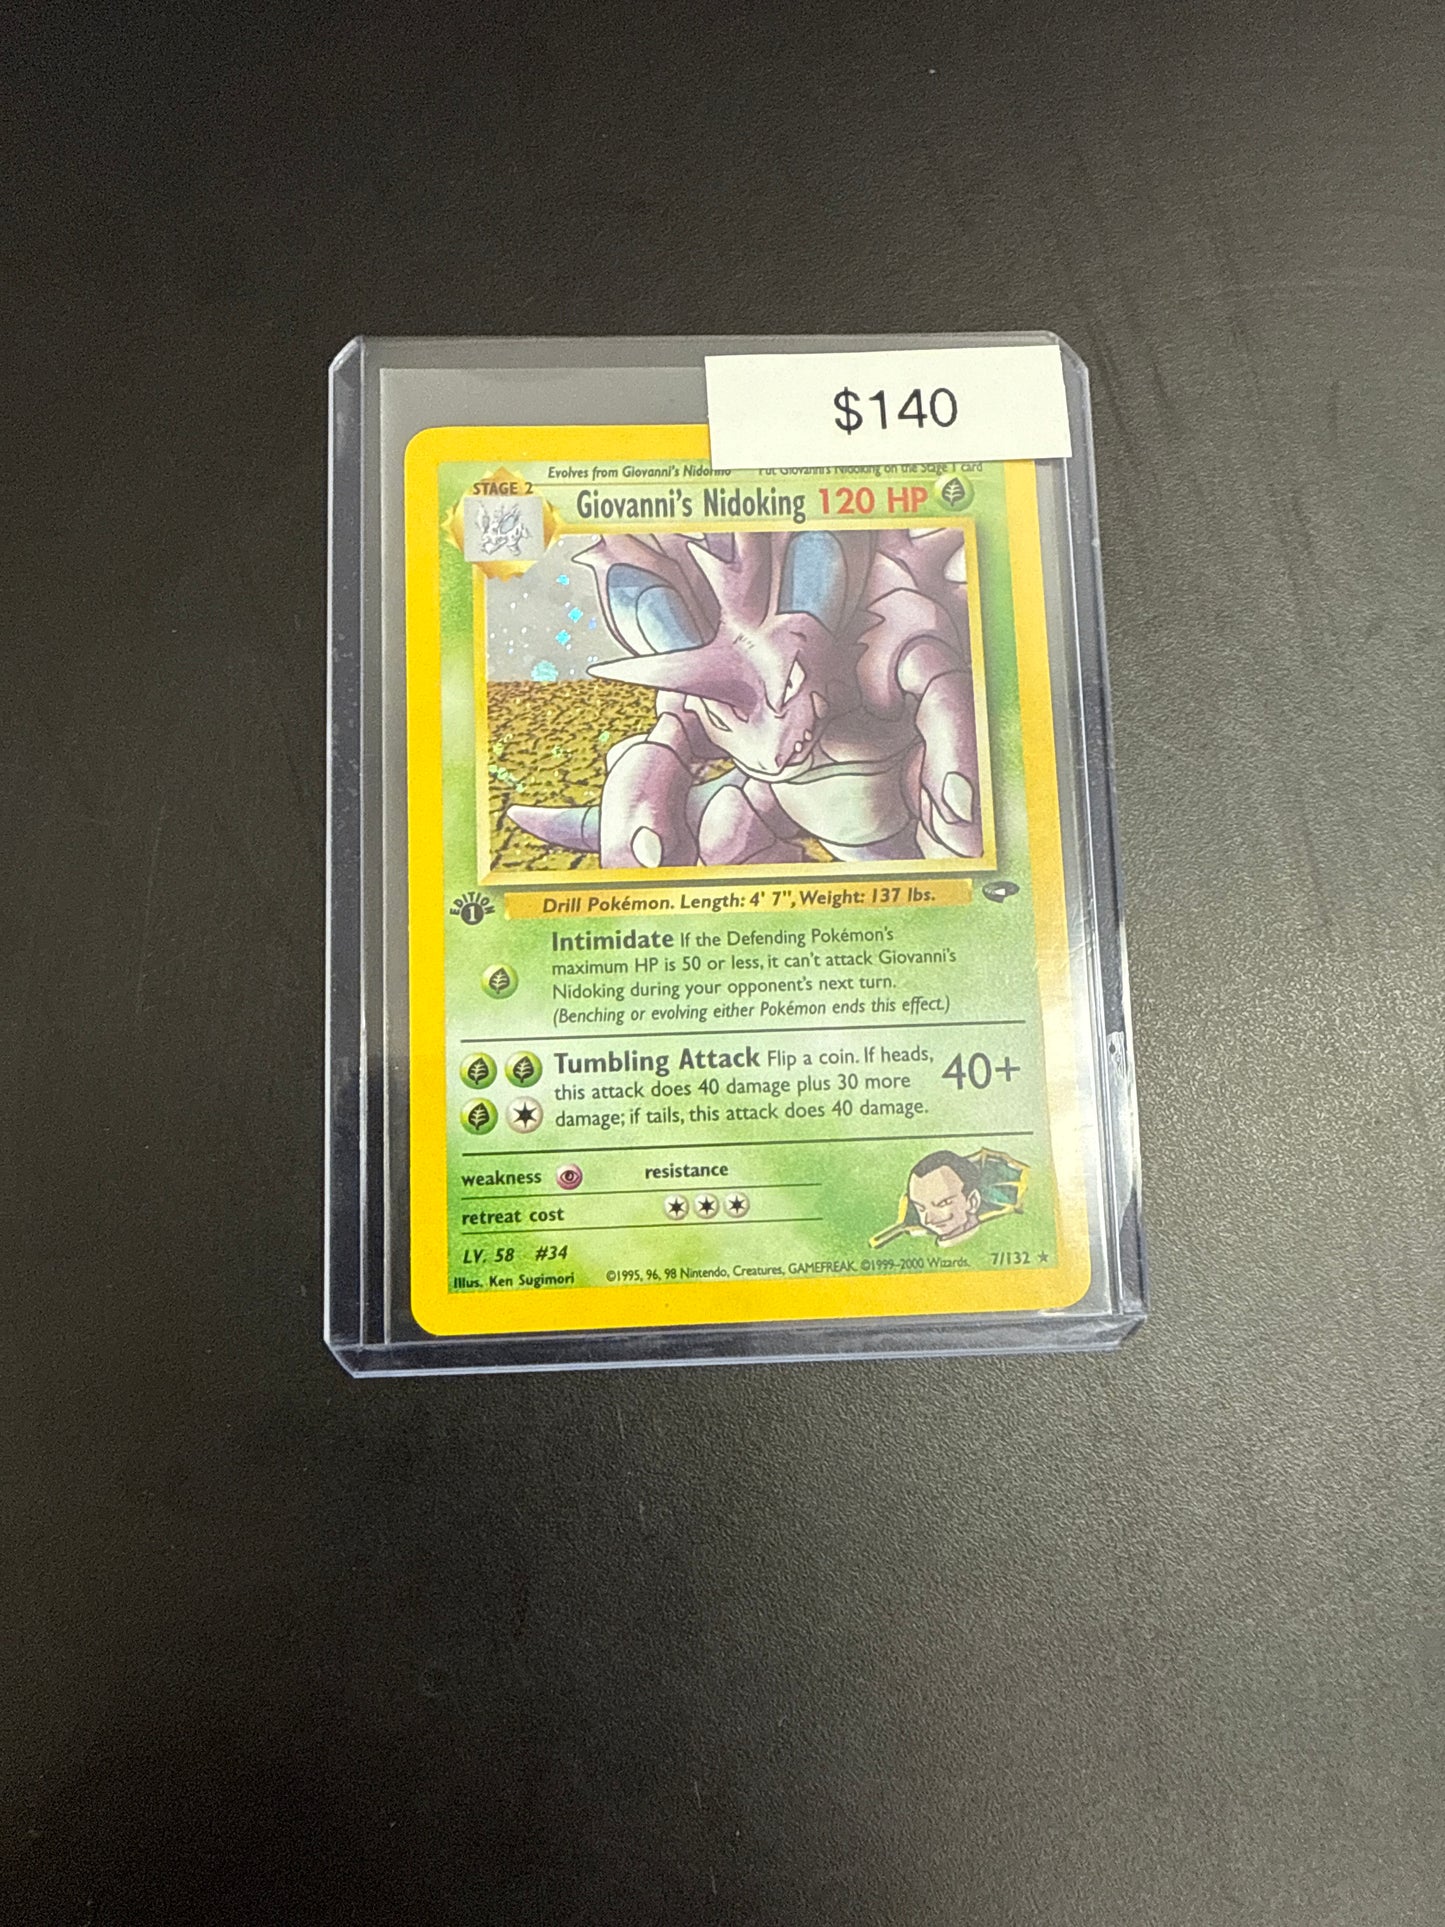 $140
Evolves from Giovanni's Nidorino Put Giovanni's Nidoking on the Stage 1 card
STAGE 2
Giovanni's Nidoking 120 HP
EDITION
1
Drill Pokémon. Length: 4' 7", Weight: 137 lbs.
Intimidate If the Defending Pokémon's
maximum HP is 50 or less, it can't attack Giovanni's
Nidoking during your opponent's next turn.
(Benching or evolving either Pokémon ends this effect.)
Tumbling Attack Flip a coin. If heads, 40+
this attack does 40 damage plus 30 more
damage; if tails, this attack does 40 damage.
weakness resistance
retreat cost
LV. 58 #34
Illus. Ken Sugimori ©1995, 96, 98 Nintendo, Creatures, GAMEFREAK. ©1999–2000 Wizards. 7/132 ★